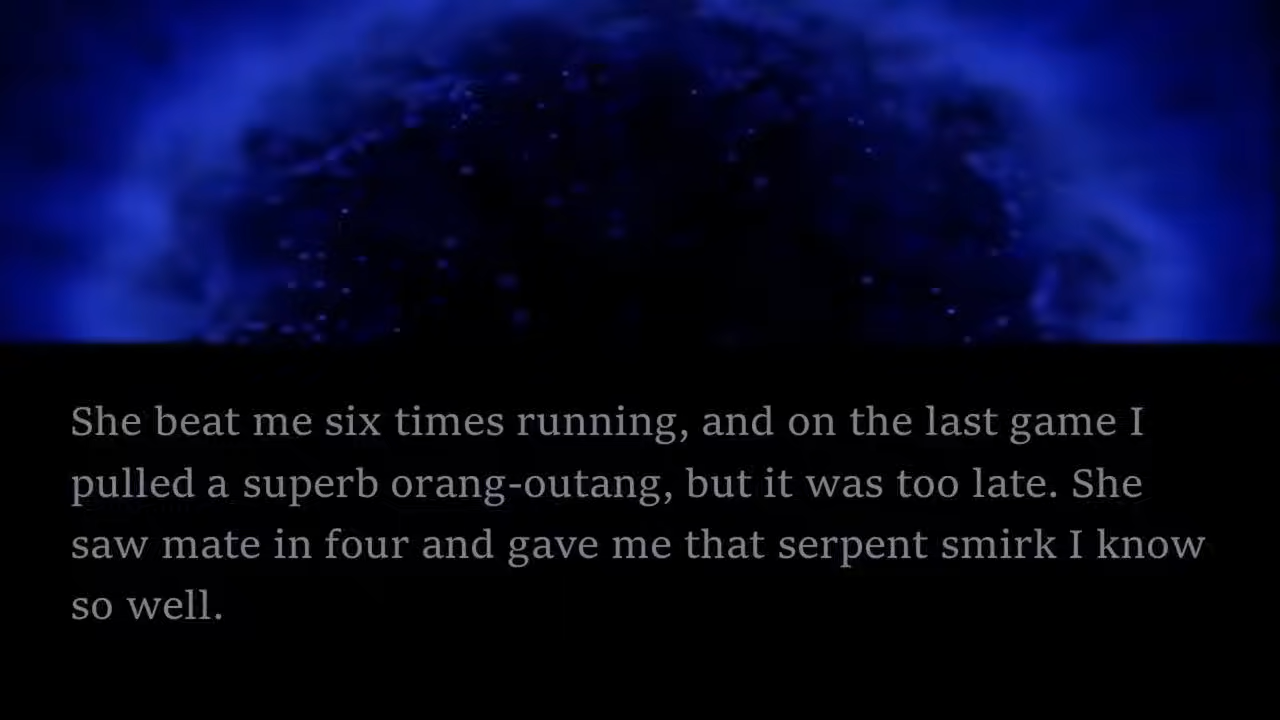 She beat me six times running, and on the last game I
pulled a superb orang-outang, but it was too late. She
saw mate in four and gave me that serpent smirk I know
so well.